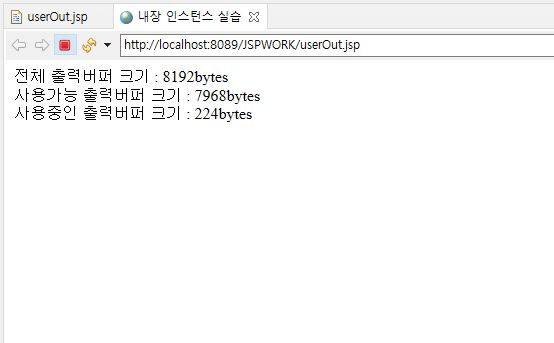 userOut.jsp
내장 인스턴스 실습
http://localhost:8089/JSPWORK/userOut.jsp
전체 출력버퍼 크기 : 8192bytes
사용가능 출력버퍼 크기 : 7968bytes
사용중인 출력버퍼 크기 : 224bytes